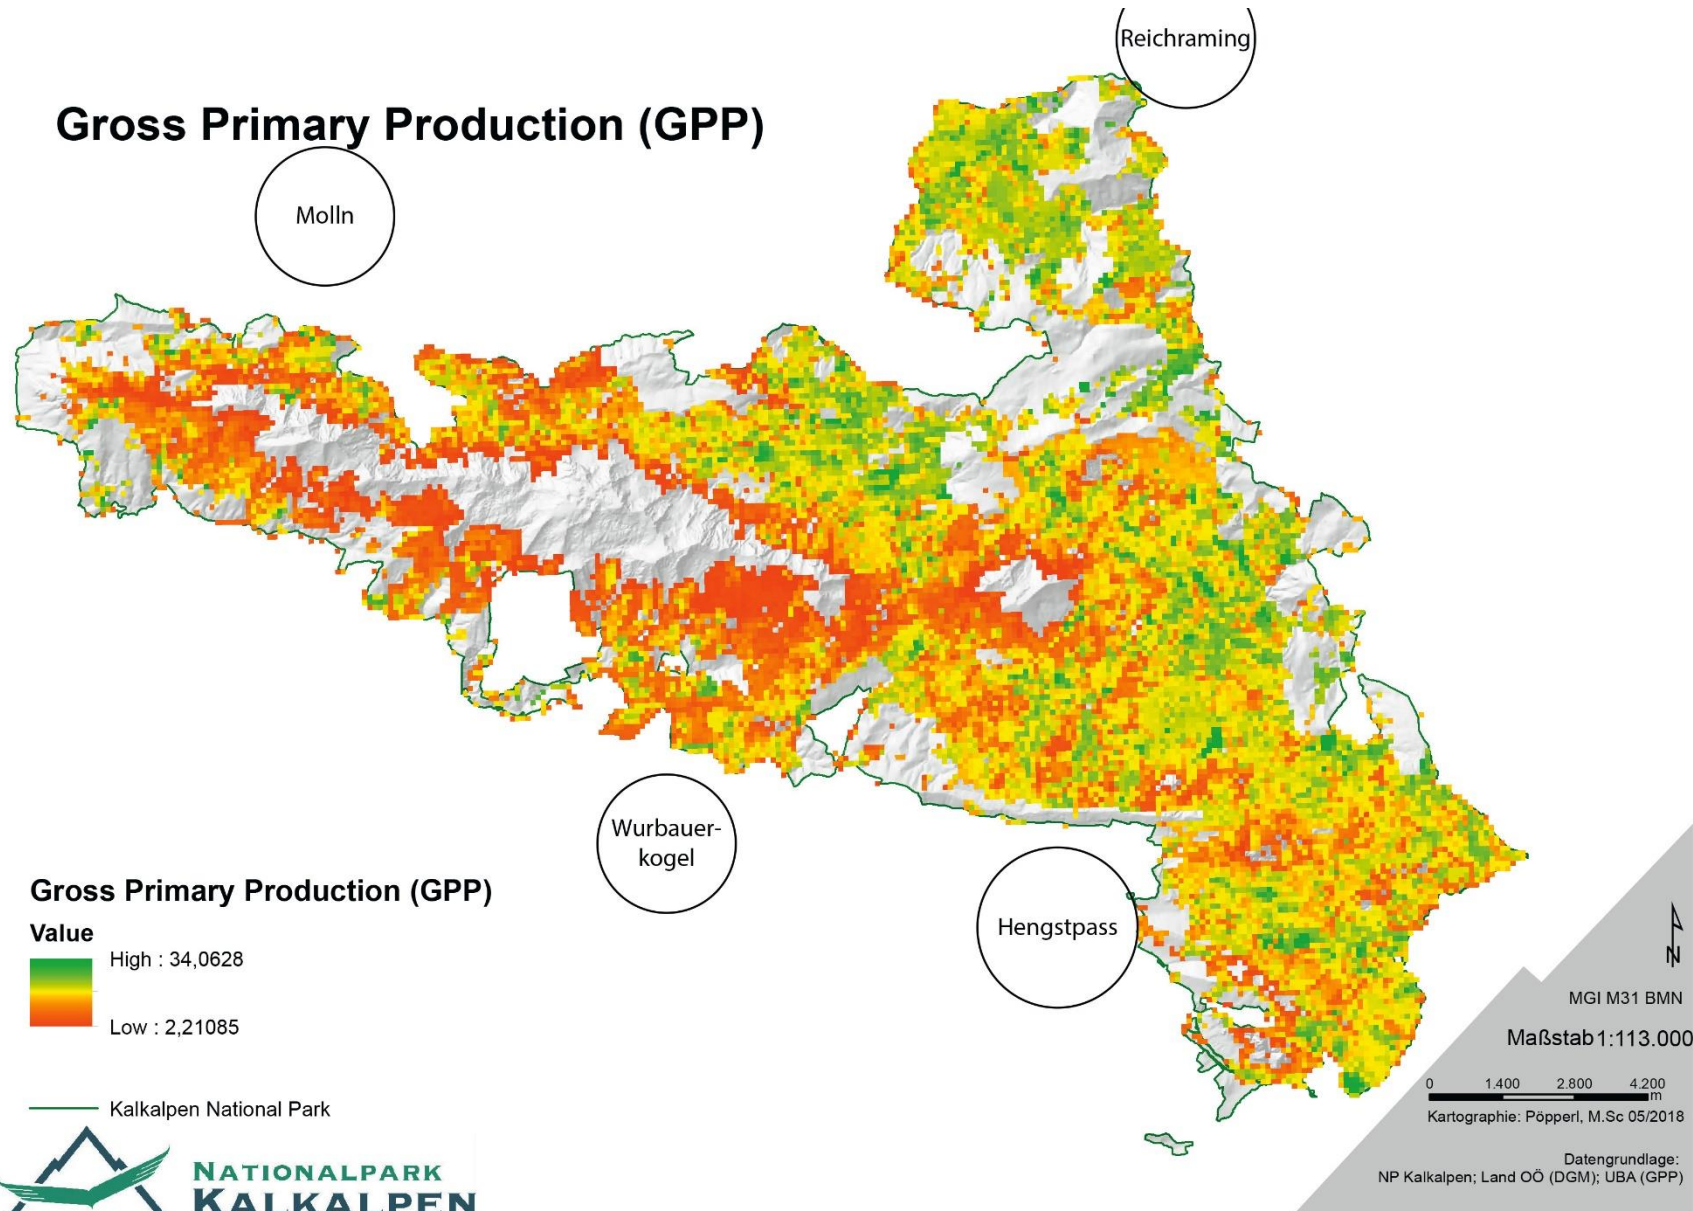 Reichraming
Gross Primary Production (GPP)
Molln
Wurbauer-
kogel
Hengstpass
Gross Primary Production (GPP)
Value
High : 34,0628
Low : 2,21085
Kalkalpen National Park
NATIONALPARK
KALKALPEN
N
MGI M31 BMN
Maßstab 1:113.000
0 1.400 2.800 4.200
m
Kartographie: Pöpperl, M.Sc 05/2018
Datengrundlage:
NP Kalkalpen; Land OÖ (DGM); UBA (GPP)